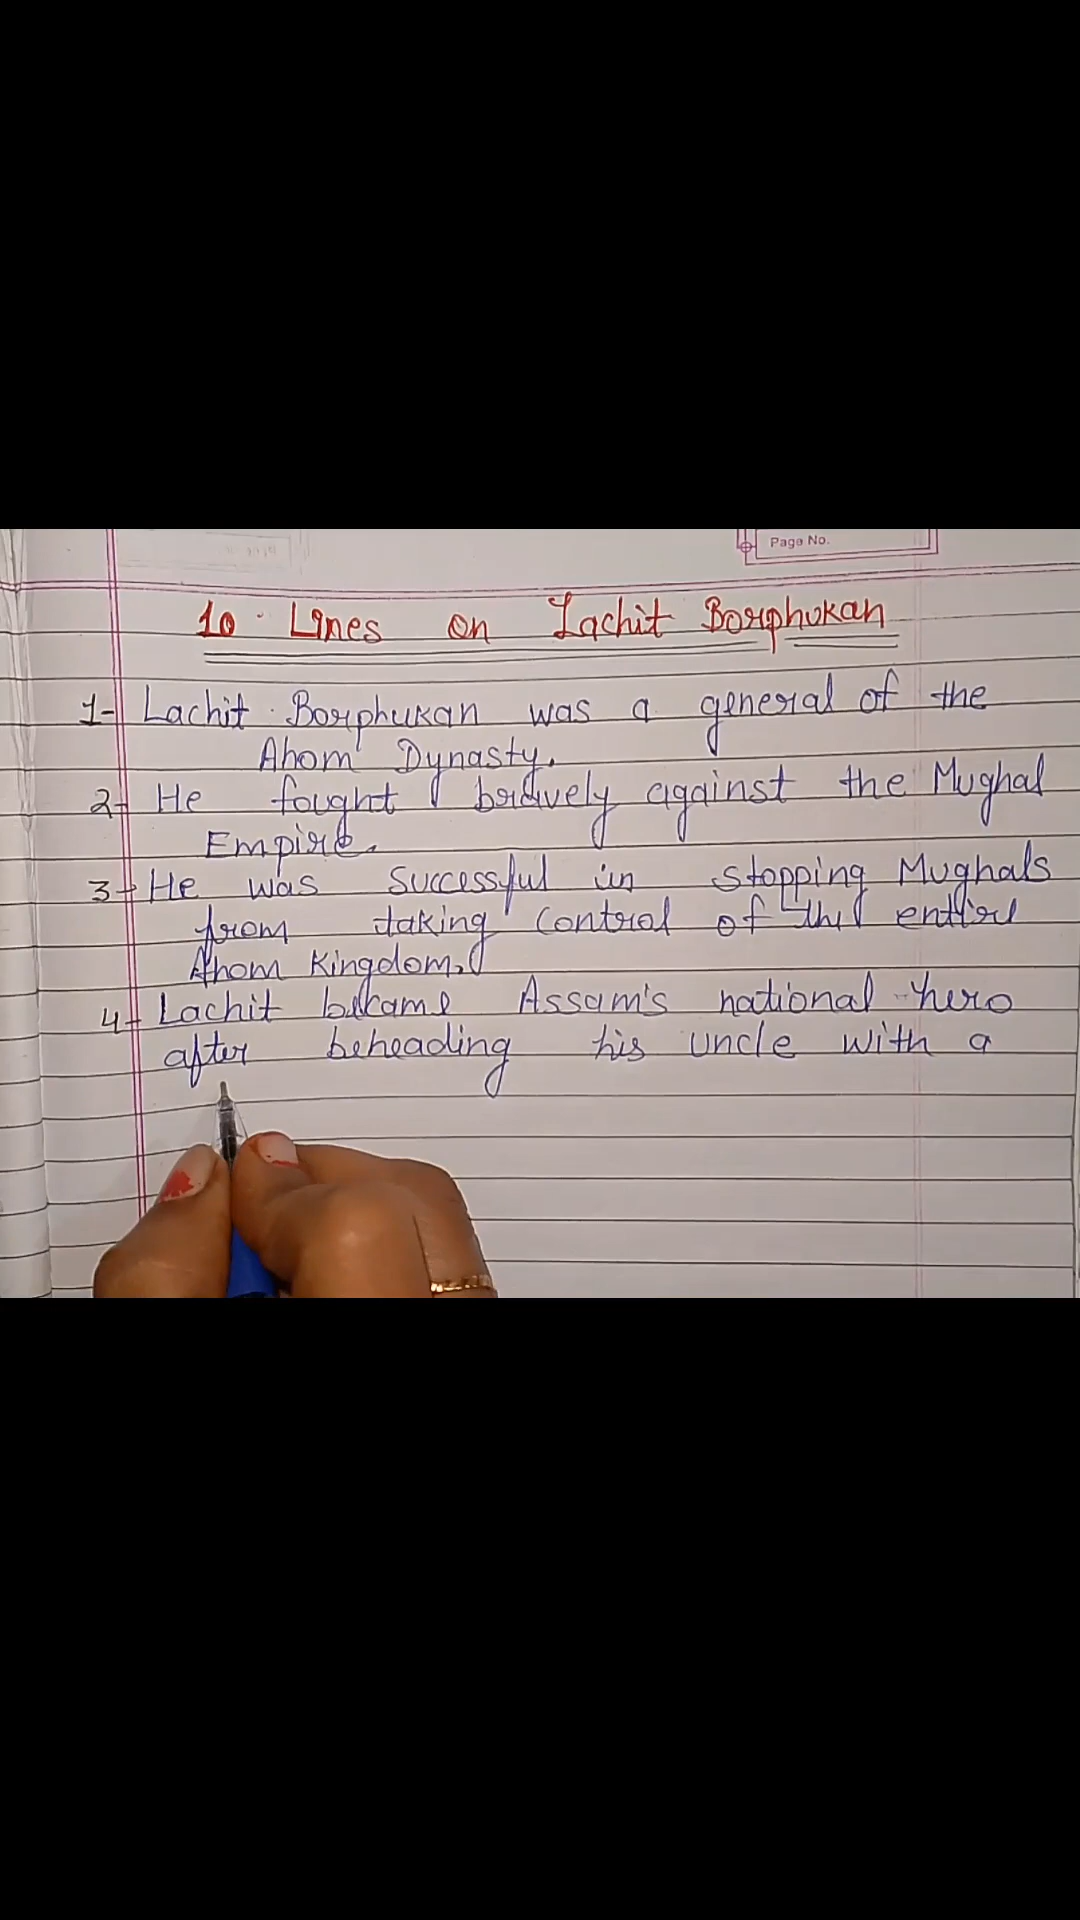 Page No.
10 Lines on Lachit Borphukan
1- Lachit Borphukan was a general of the
Ahom Dynasty.
2- He fought bravely against the Mughal
Empire.
3- He was successful in stopping Mughals
from taking control of the entire
Ahom Kingdom.
4- Lachit became Assam's national hero
after beheading his uncle with a